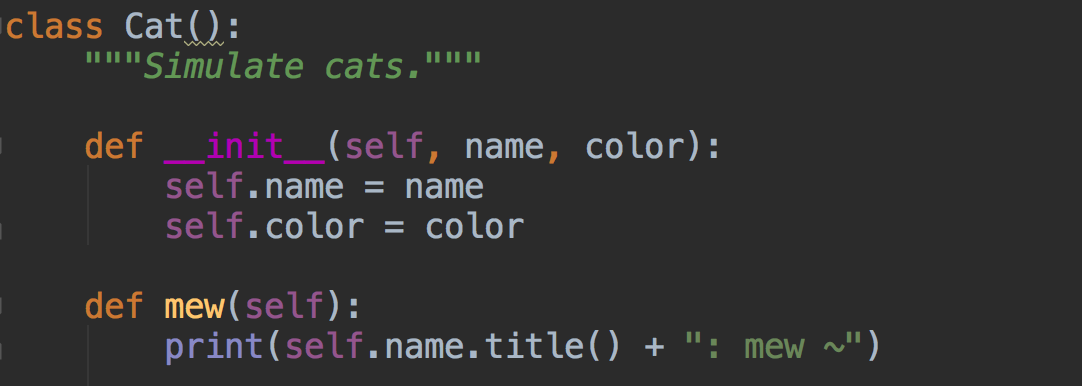 class Cat():
    """Simulate cats."""
    def __init__(self, name, color):
        self.name = name
        self.color = color
    def mew(self):
        print(self.name.title() + ": mew ~")